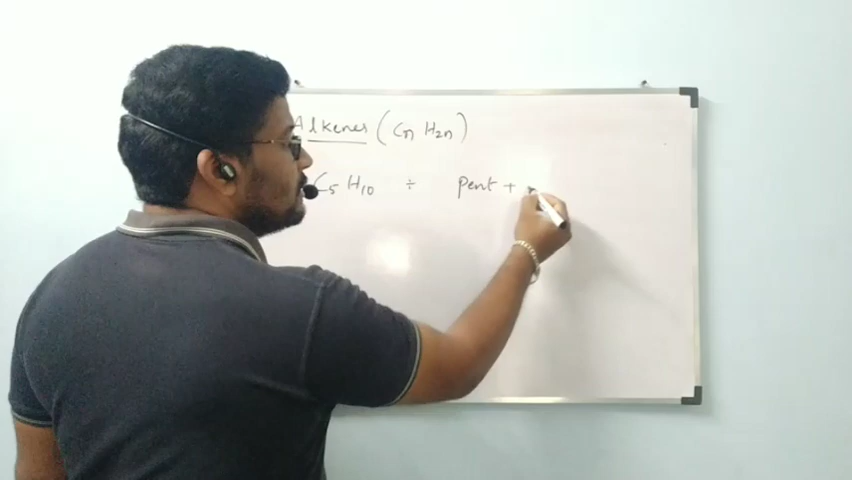 Alkenes (Cn H2n)
C5 H10 ÷ pent +